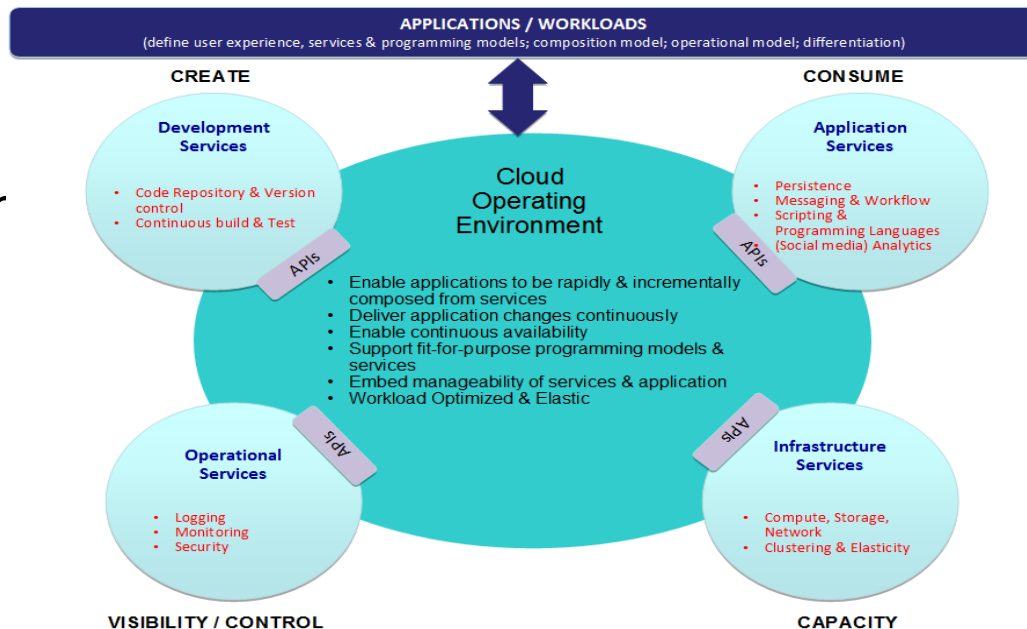 APPLICATIONS / WORKLOADS
(define user experience, services & programming models; composition model; operational model; differentiation)
CREATE
CONSUME
Development
Services
• Code Repository & Version
control
• Continuous build & Test
APIs
Application
Services
• Persistence
• Messaging & Workflow
• Scripting &
Programming Languages
• (Social media) Analytics
APIs
Cloud
Operating
Environment
• Enable applications to be rapidly & incrementally
composed from services
• Deliver application changes continuously
• Enable continuous availability
• Support fit-for-purpose programming models &
services
• Embed manageability of services & application
• Workload Optimized & Elastic
APIs
Operational
Services
• Logging
• Monitoring
• Security
APIs
Infrastructure
Services
• Compute, Storage,
Network
• Clustering & Elasticity
VISIBILITY / CONTROL
CAPACITY